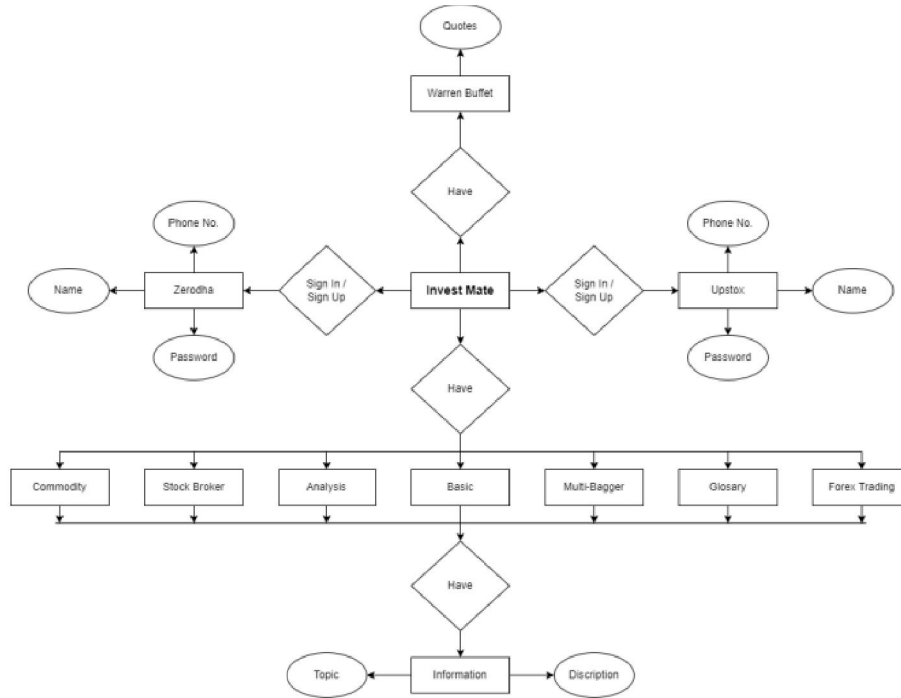 Quotes
Warren Buffet
Have
Phone No.
Phone No.
Name
Zerodha
Sign In /
Sign Up
Invest Mate
Sign In /
Sign Up
Upstox
Name
Password
Password
Have
Commodity
Stock Broker
Analysis
Basic
Multi-Bagger
Glosary
Forex Trading
Have
Topic
Information
Discription